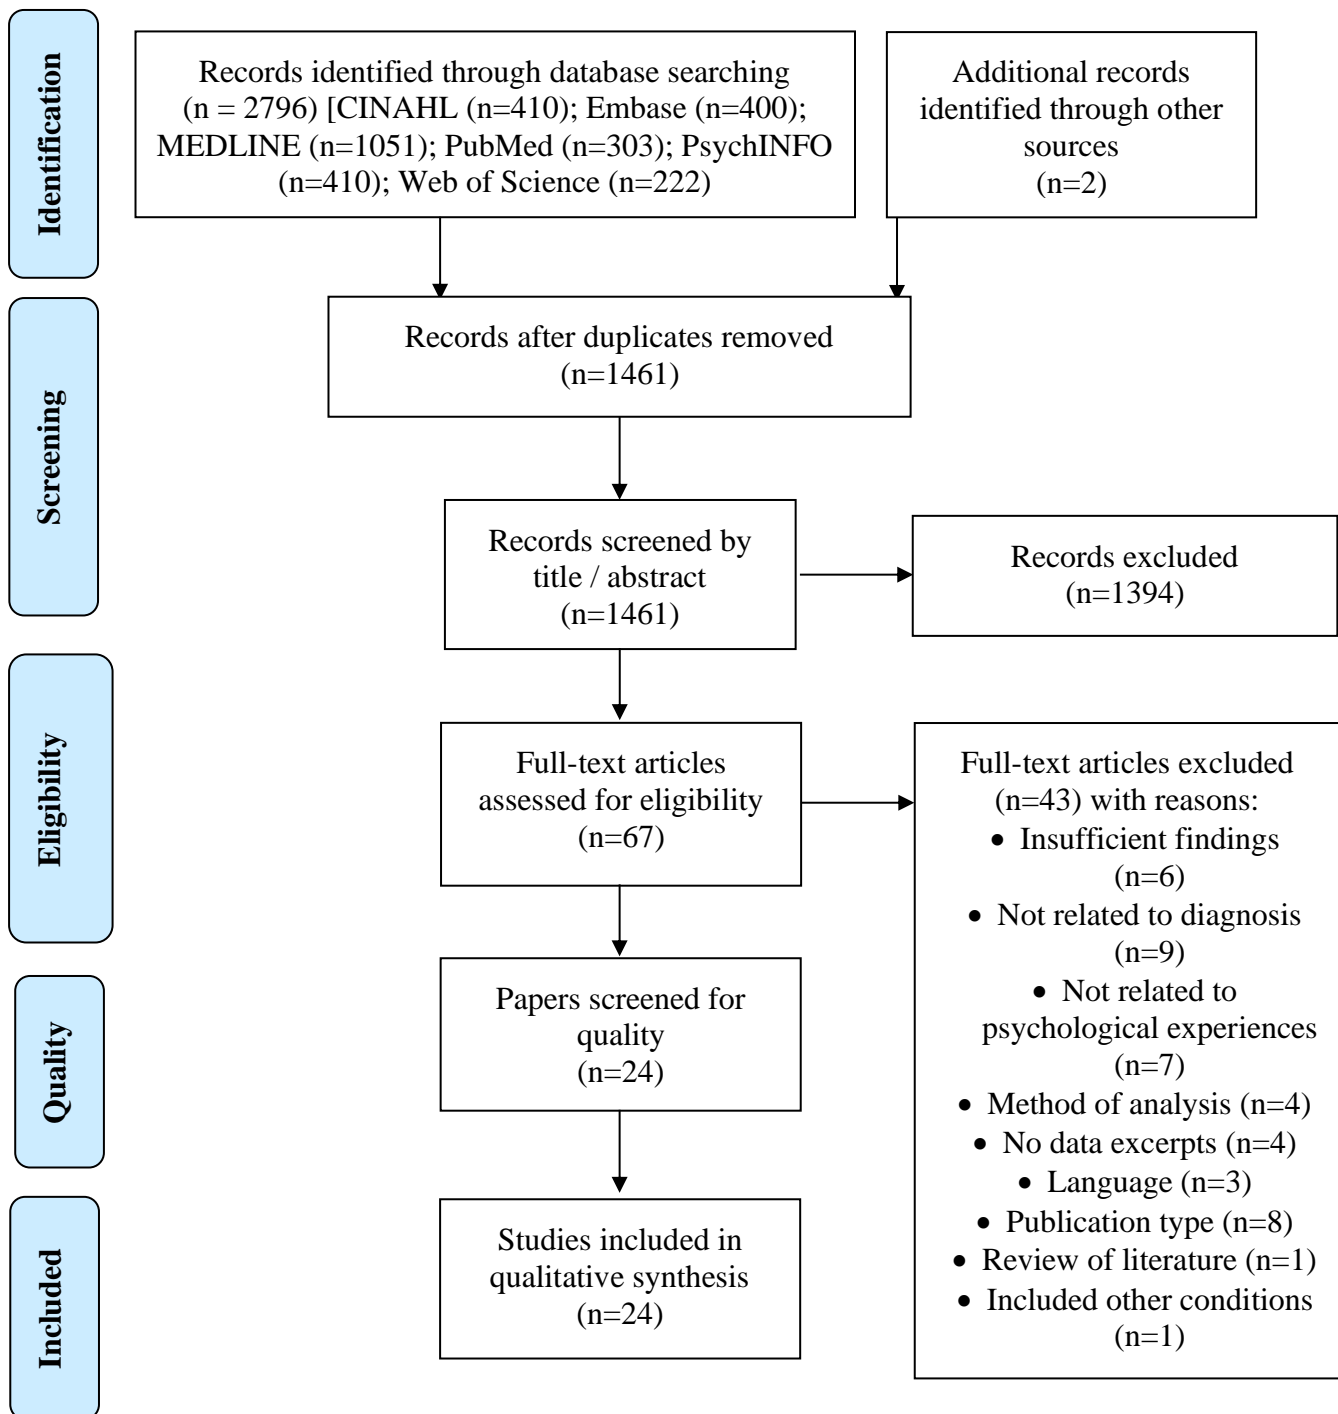 Identification
Records identified through database searching
(n = 2796) [CINAHL (n=410); Embase (n=400);
MEDLINE (n=1051); PubMed (n=303); PsychINFO
(n=410); Web of Science (n=222)
Additional records
identified through other
sources
(n=2)
Screening
Records after duplicates removed
(n=1461)
Records screened by
title / abstract
(n=1461)
Records excluded
(n=1394)
Eligibility
Full-text articles
assessed for eligibility
(n=67)
Full-text articles excluded
(n=43) with reasons:
• Insufficient findings
(n=6)
• Not related to diagnosis
(n=9)
• Not related to
psychological experiences
(n=7)
• Method of analysis (n=4)
• No data excerpts (n=4)
• Language (n=3)
• Publication type (n=8)
• Review of literature (n=1)
• Included other conditions
(n=1)
Quality
Papers screened for
quality
(n=24)
Included
Studies included in
qualitative synthesis
(n=24)